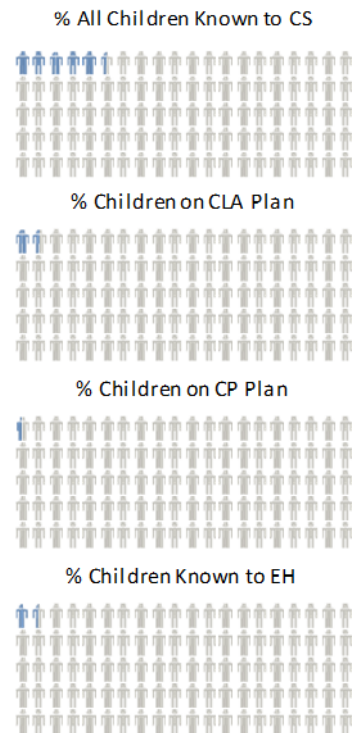 % All Children Known to CS
% Children on CLA Plan
% Children on CP Plan
% Children Known to EH